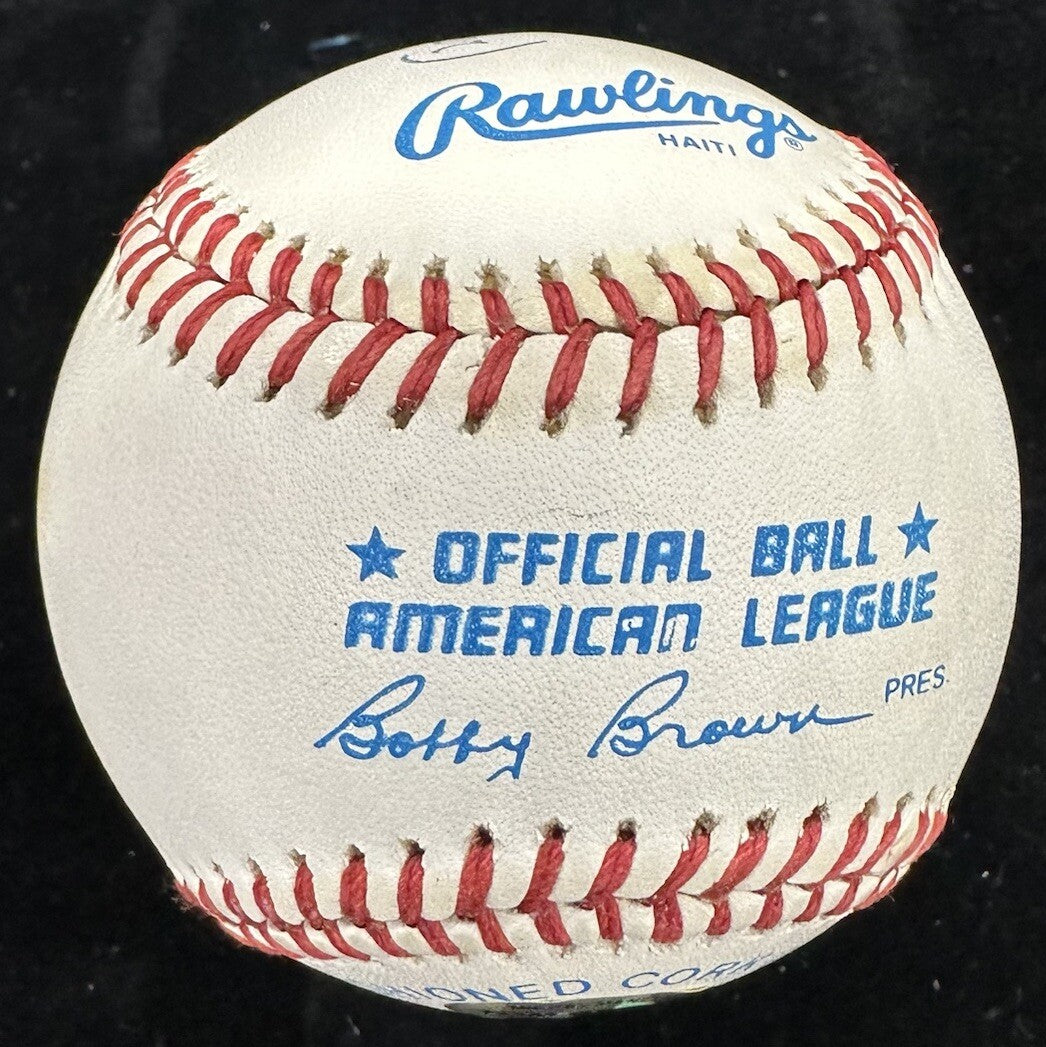 Rawlings ®
HAITI
★ OFFICIAL BALL ★
AMERICAN LEAGUE
Bobby Brown PRES.